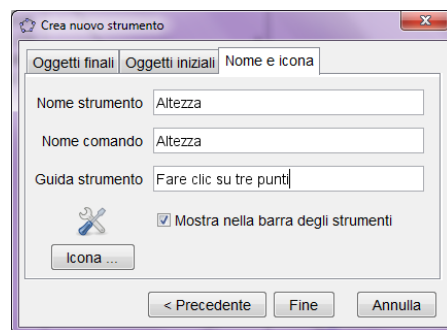 Crea nuovo strumento
Oggetti finali Oggetti iniziali Nome e icona
Nome strumento Altezza
Nome comando Altezza
Guida strumento Fare clic su tre punti
Mostra nella barra degli strumenti
Icona ...
< Precedente Fine Annulla